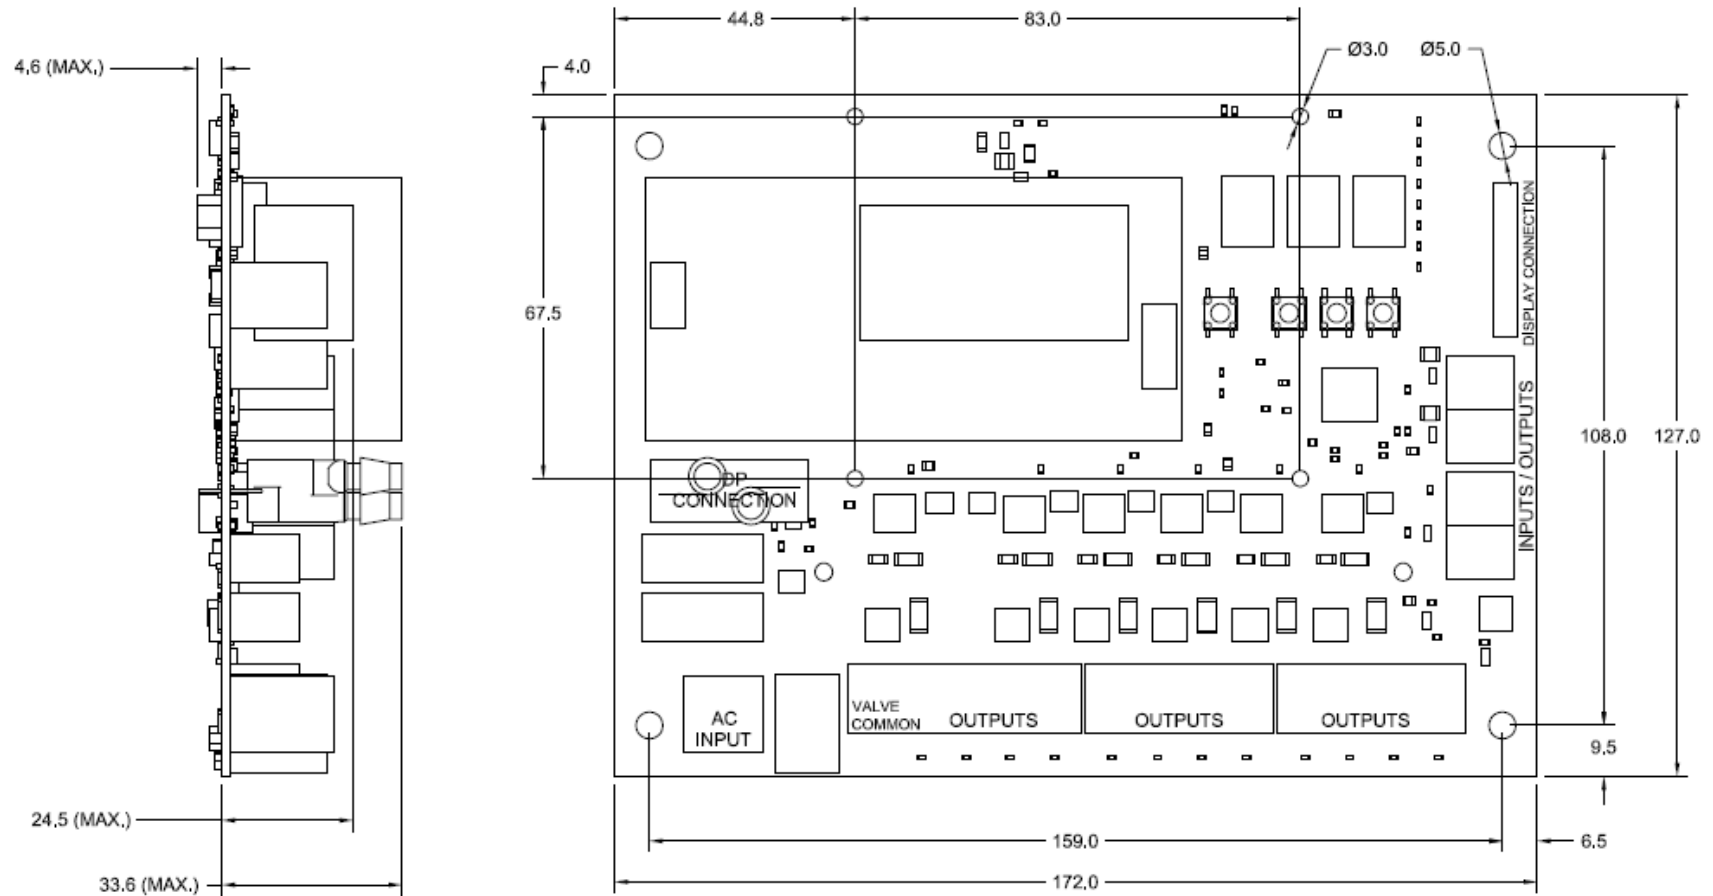 44.8
83.0
Ø3.0
Ø5.0
4.6 (MAX.)
4.0
67.5
DISPLAY CONNECTION
INPUTS / OUTPUTS
108.0
127.0
DP
CONNECTION
VALVE
COMMON
OUTPUTS
OUTPUTS
OUTPUTS
AC
INPUT
9.5
24.5 (MAX.)
159.0
6.5
33.6 (MAX.)
172.0